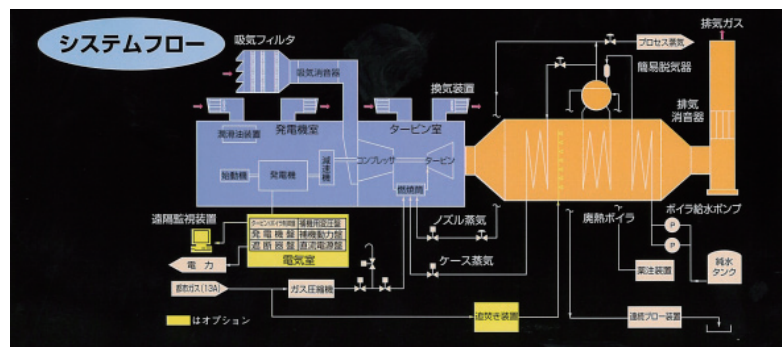 システムフロー
吸気フィルタ
吸気消音器
換気装置
プロセス蒸気
排気ガス
簡易脱気器
排気
消音器
潤滑油装置
発電機室
タービン室
始動機
発電機
減速機
コンプレッサ
タービン
燃焼筒
遠隔監視装置
発電機盤
補機動力盤
遮断器盤
直流電源盤
電気室
電力
ノズル蒸気
ケース蒸気
廃熱ボイラ
ボイラ給水ポンプ
P
P
薬注装置
純水
タンク
都市ガス(13A)
ガス圧縮機
追焚き装置
連続ブロー装置
はオプション